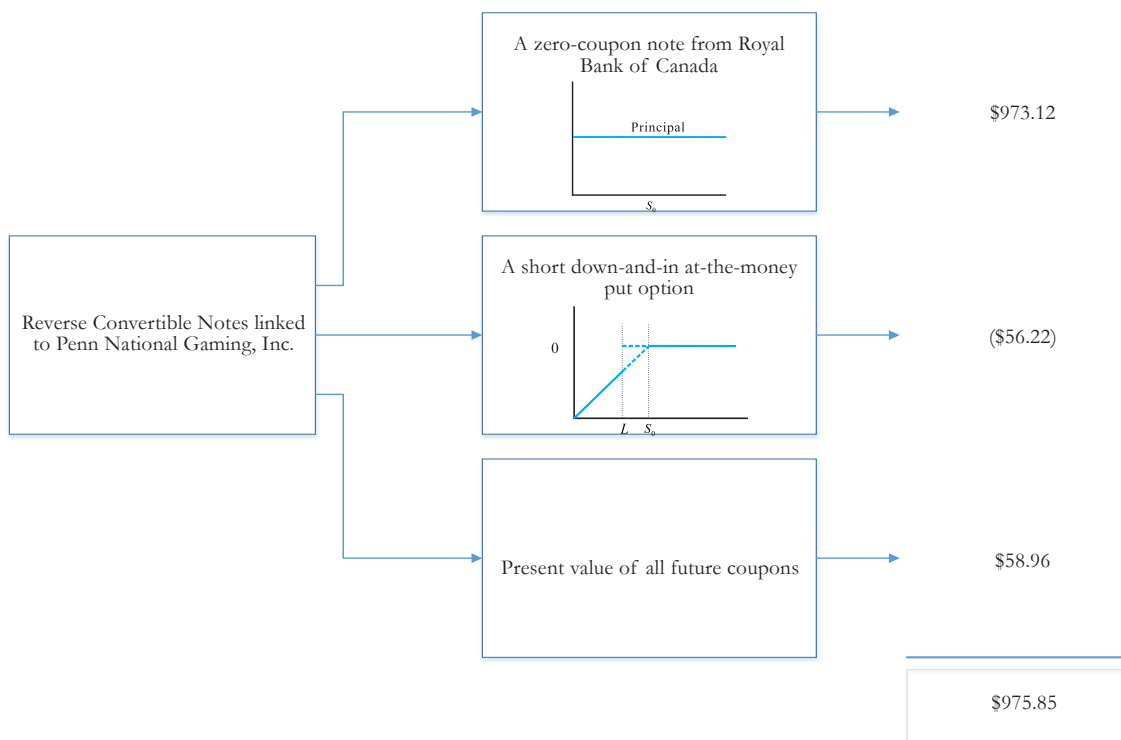 A zero-coupon note from Royal
Bank of Canada
Principal
S₀
$973.12
Reverse Convertible Notes linked
to Penn National Gaming, Inc.
A short down-and-in at-the-money
put option
0
L S₀
($56.22)
Present value of all future coupons
$58.96
$975.85